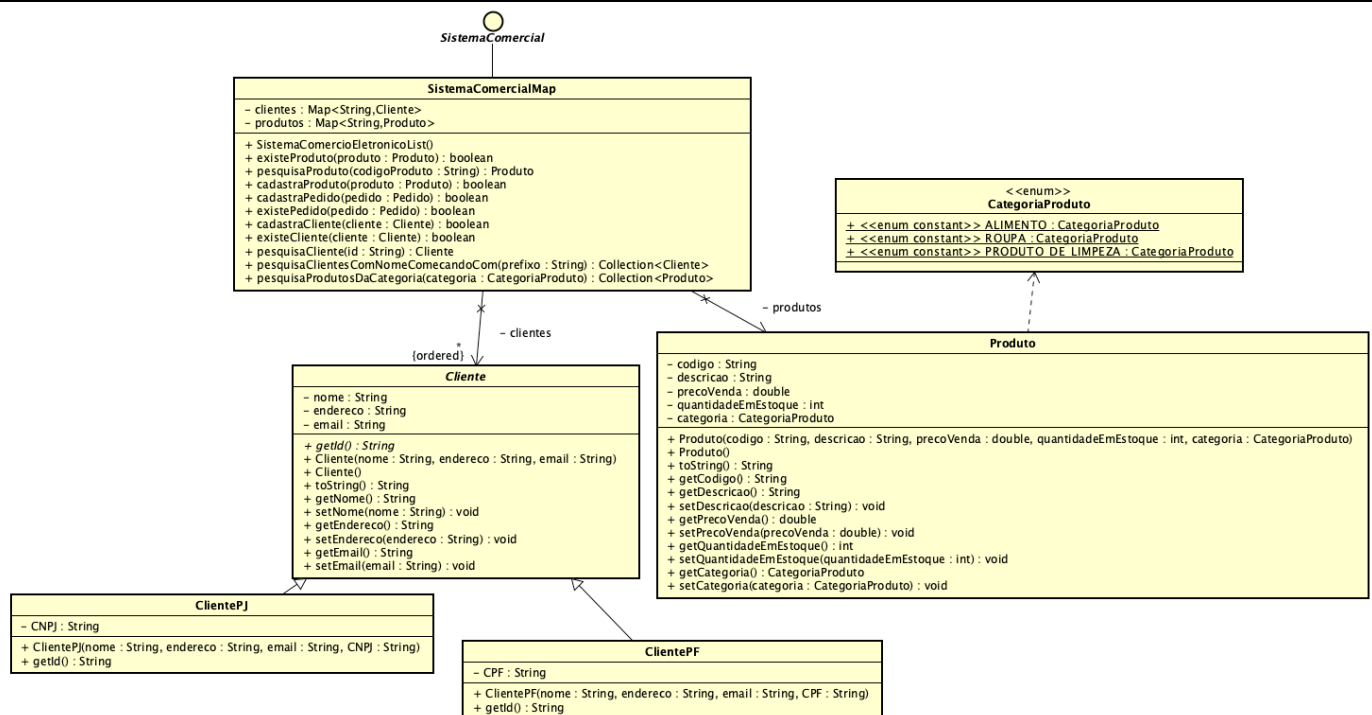 SistemaComercial
SistemaComercialMap
- clientes : Map<String,Cliente>
- produtos : Map<String,Produto>
+ SistemaComercioEletronicoList()
+ existeProduto(produto : Produto) : boolean
+ pesquisaProduto(codigoProduto : String) : Produto
+ cadastraProduto(produto : Produto) : boolean
+ cadastraPedido(pedido : Pedido) : boolean
+ existePedido(pedido : Pedido) : boolean
+ cadastraCliente(cliente : Cliente) : boolean
+ existeCliente(cliente : Cliente) : boolean
+ pesquisaCliente(id : String) : Cliente
+ pesquisaClientesComNomeComecandoCom(prefixo : String) : Collection<Cliente>
+ pesquisaProdutosDaCategoria(categoria : CategoriaProduto) : Collection<Produto>
<<enum>>
CategoriaProduto
+ <<enum constant>> ALIMENTO : CategoriaProduto
+ <<enum constant>> ROUPA : CategoriaProduto
+ <<enum constant>> PRODUTO_DE_LIMPEZA : CategoriaProduto
- clientes
*
{ordered}
- produtos
Cliente
- nome : String
- endereco : String
- email : String
+ getId() : String
+ Cliente(nome : String, endereco : String, email : String)
+ Cliente()
+ toString() : String
+ getNome() : String
+ setNome(nome : String) : void
+ getEndereco() : String
+ setEndereco(endereco : String) : void
+ getEmail() : String
+ setEmail(email : String) : void
Produto
- codigo : String
- descricao : String
- precoVenda : double
- quantidadeEmEstoque : int
- categoria : CategoriaProduto
+ Produto(codigo : String, descricao : String, precoVenda : double, quantidadeEmEstoque : int, categoria : CategoriaProduto)
+ Produto()
+ toString() : String
+ getCodigo() : String
+ getDescricao() : String
+ setDescricao(descricao : String) : void
+ getPrecoVenda() : double
+ setPrecoVenda(precoVenda : double) : void
+ getQuantidadeEmEstoque() : int
+ setQuantidadeEmEstoque(quantidadeEmEstoque : int) : void
+ getCategoria() : CategoriaProduto
+ setCategoria(categoria : CategoriaProduto) : void
ClientePJ
- CNPJ : String
+ ClientePJ(nome : String, endereco : String, email : String, CNPJ : String)
+ getId() : String
ClientePF
- CPF : String
+ ClientePF(nome : String, endereco : String, email : String, CPF : String)
+ getId() : String